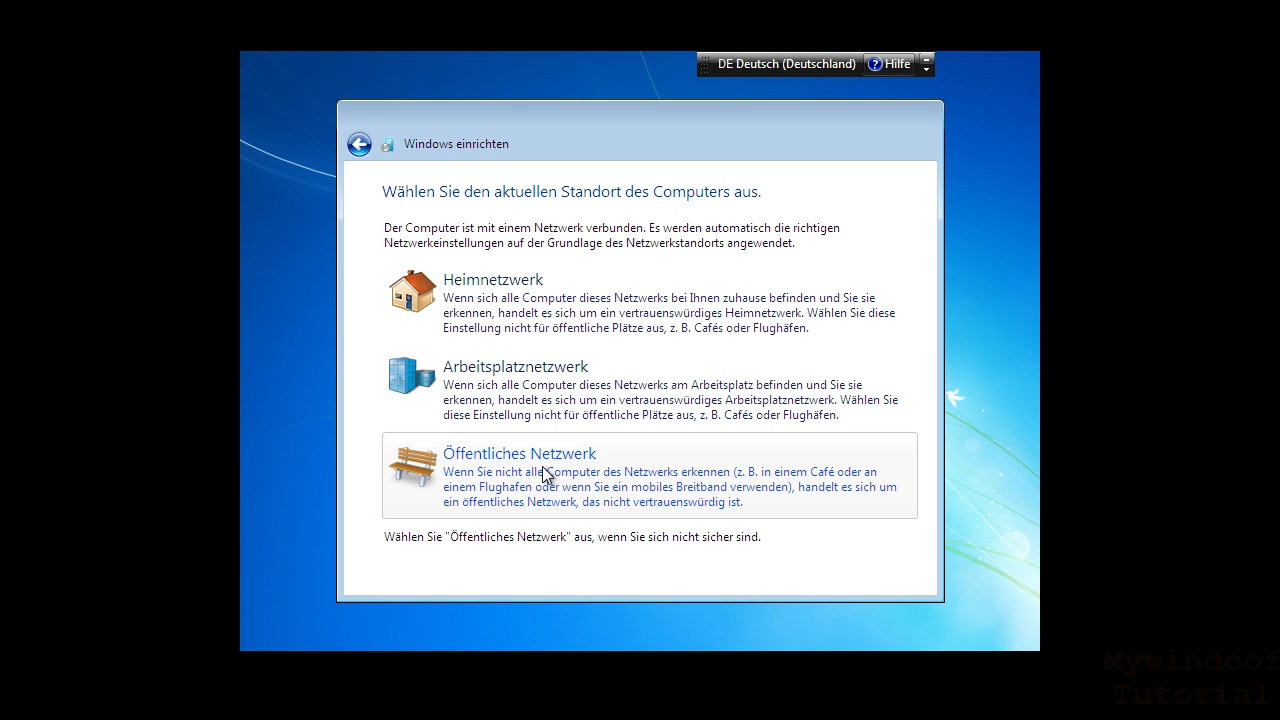 DE Deutsch (Deutschland) Hilfe
Windows einrichten
Wählen Sie den aktuellen Standort des Computers aus.
Der Computer ist mit einem Netzwerk verbunden. Es werden automatisch die richtigen
Netzwerkeinstellungen auf der Grundlage des Netzwerkstandorts angewendet.
Heimnetzwerk
Wenn sich alle Computer dieses Netzwerks bei Ihnen zuhause befinden und Sie sie
erkennen, handelt es sich um ein vertrauenswürdiges Heimnetzwerk. Wählen Sie diese
Einstellung nicht für öffentliche Plätze aus, z. B. Cafés oder Flughäfen.
Arbeitsplatznetzwerk
Wenn sich alle Computer dieses Netzwerks am Arbeitsplatz befinden und Sie sie
erkennen, handelt es sich um ein vertrauenswürdiges Arbeitsplatznetzwerk. Wählen Sie
diese Einstellung nicht für öffentliche Plätze aus, z. B. Cafés oder Flughäfen.
Öffentliches Netzwerk
Wenn Sie nicht alle Computer des Netzwerks erkennen (z. B. in einem Café oder an
einem Flughafen oder wenn Sie ein mobiles Breitband verwenden), handelt es sich um
ein öffentliches Netzwerk, das nicht vertrauenswürdig ist.
Wählen Sie "Öffentliches Netzwerk" aus, wenn Sie sich nicht sicher sind.
Mywindoof
Tutorial